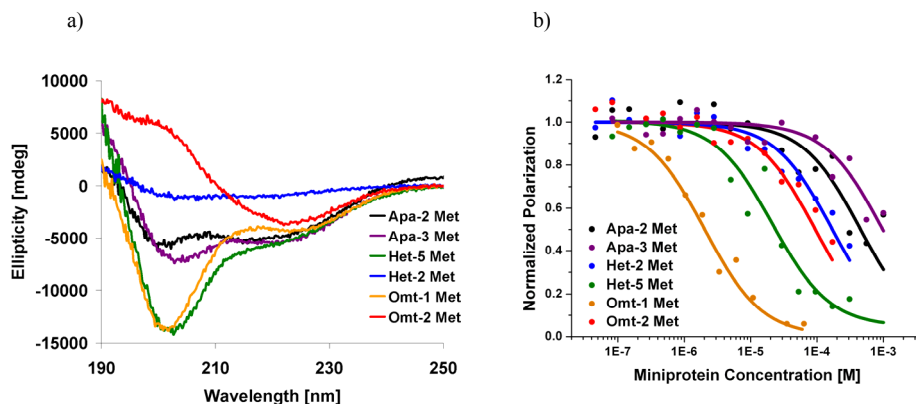 a)
b)
Ellipticity [mdeg]
15000
10000
5000
0
-5000
-10000
-15000
190
210
230
250
Wavelength [nm]
Apa-2 Met
Apa-3 Met
Het-5 Met
Het-2 Met
Omt-1 Met
Omt-2 Met
Normalized Polarization
1.2
1.0
0.8
0.6
0.4
0.2
0.0
1E-7
1E-6
1E-5
1E-4
1E-3
Miniprotein Concentration [M]
Apa-2 Met
Apa-3 Met
Het-2 Met
Het-5 Met
Omt-1 Met
Omt-2 Met